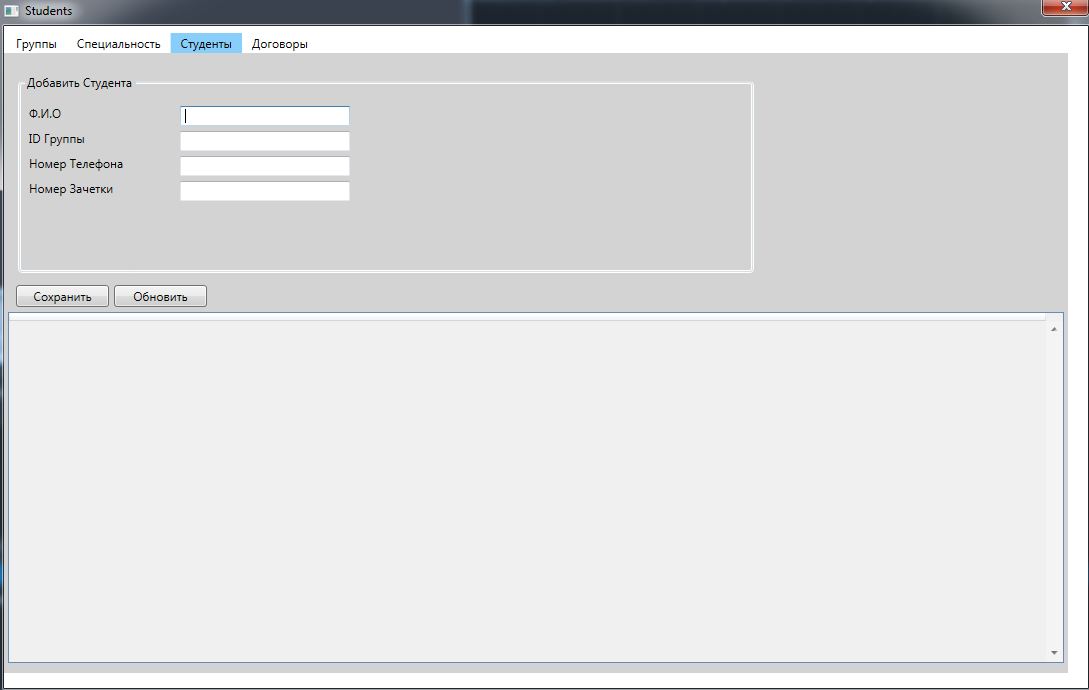 Students
Группы Специальность Студенты Договоры
Добавить Студента
Ф.И.О
ID Группы
Номер Телефона
Номер Зачетки
Сохранить Обновить